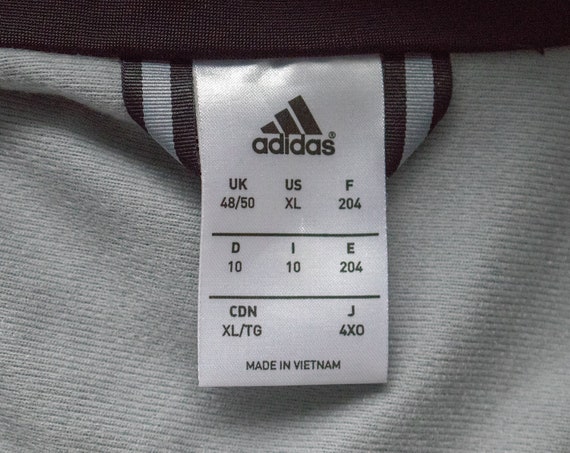 adidas®
UK US F
48/50 XL 204
D I E
10 10 204
CDN J
XL/TG 4XO
MADE IN VIETNAM